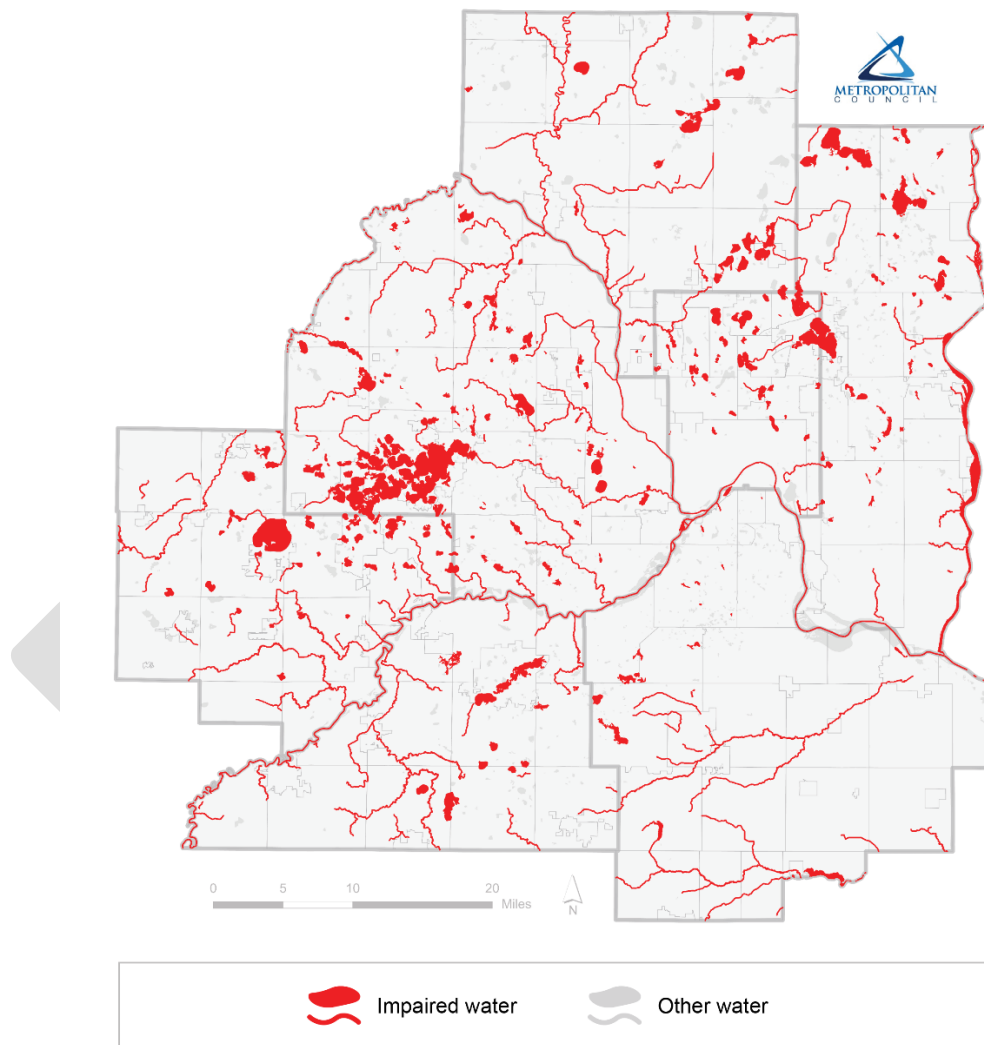 METROPOLITAN
COUNCIL
0 5 10 20
Miles
N
Impaired water
Other water